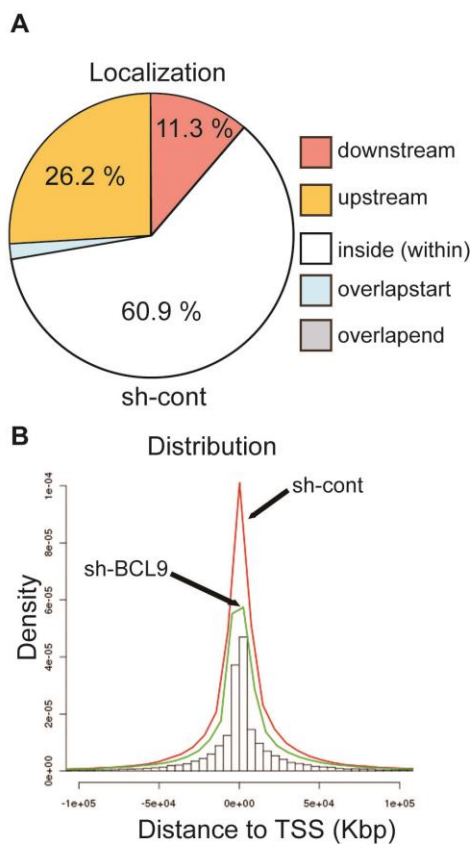 A
Localization
11.3 %
26.2 %
60.9 %
sh-cont
downstream
upstream
inside (within)
overlapstart
overlapend
B
Distribution
sh-cont
sh-BCL9
Density
1e-04
8e-05
6e-05
4e-05
2e-05
0e+00
-1e+05 -5e+04 0e+00 5e+04 1e+05
Distance to TSS (Kbp)